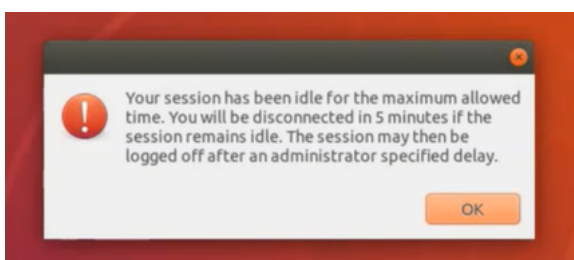 Your session has been idle for the maximum allowed
time. You will be disconnected in 5 minutes if the
session remains idle. The session may then be
logged off after an administrator specified delay.
OK